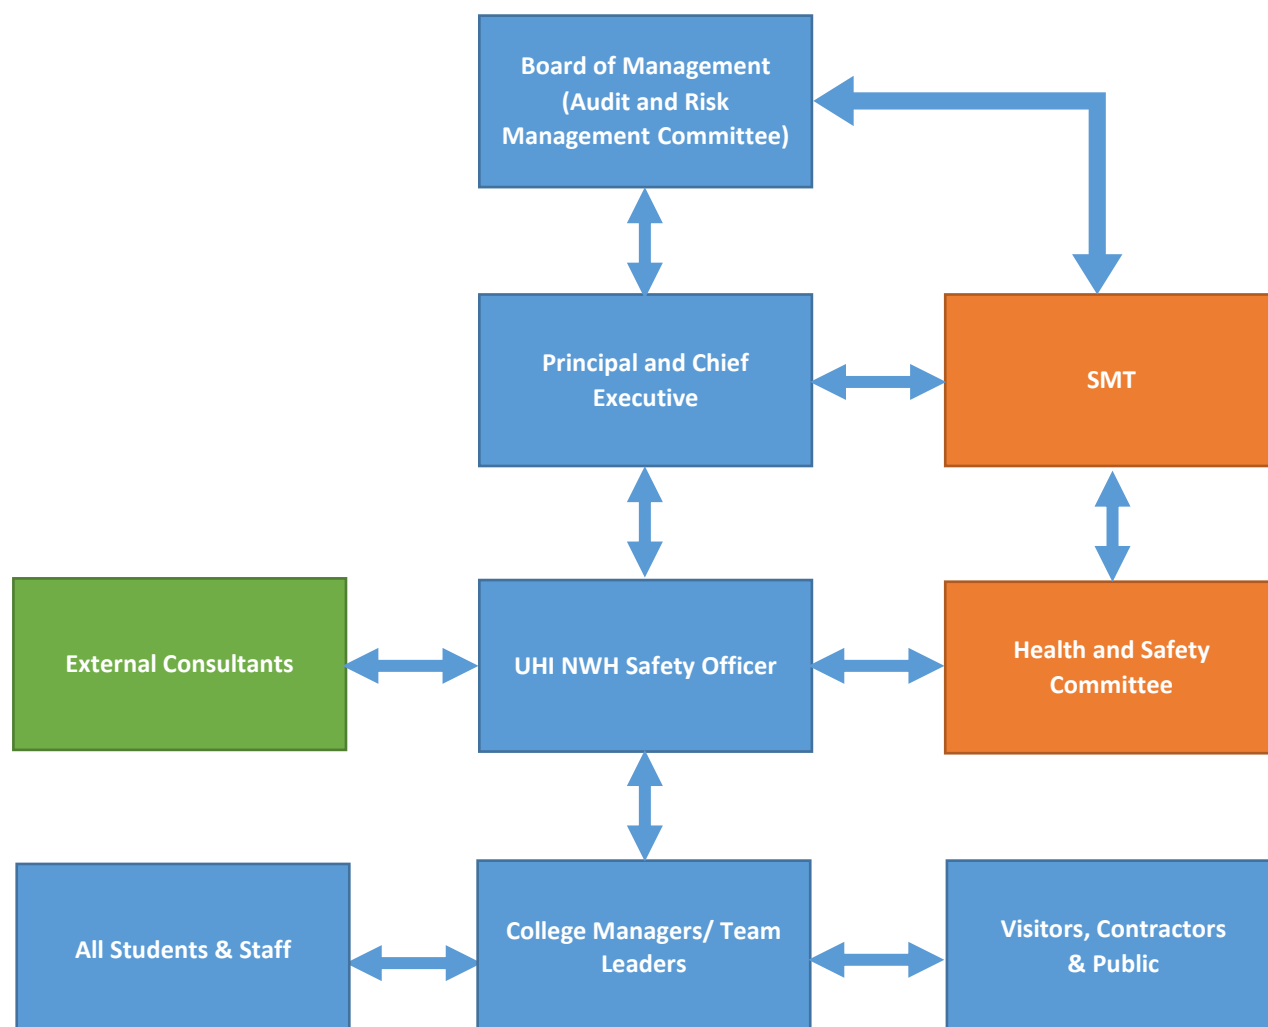 Board of Management
(Audit and Risk
Management Committee)
Principal and Chief
Executive
SMT
External Consultants
UHI NWH Safety Officer
Health and Safety
Committee
All Students & Staff
College Managers/ Team
Leaders
Visitors, Contractors
& Public